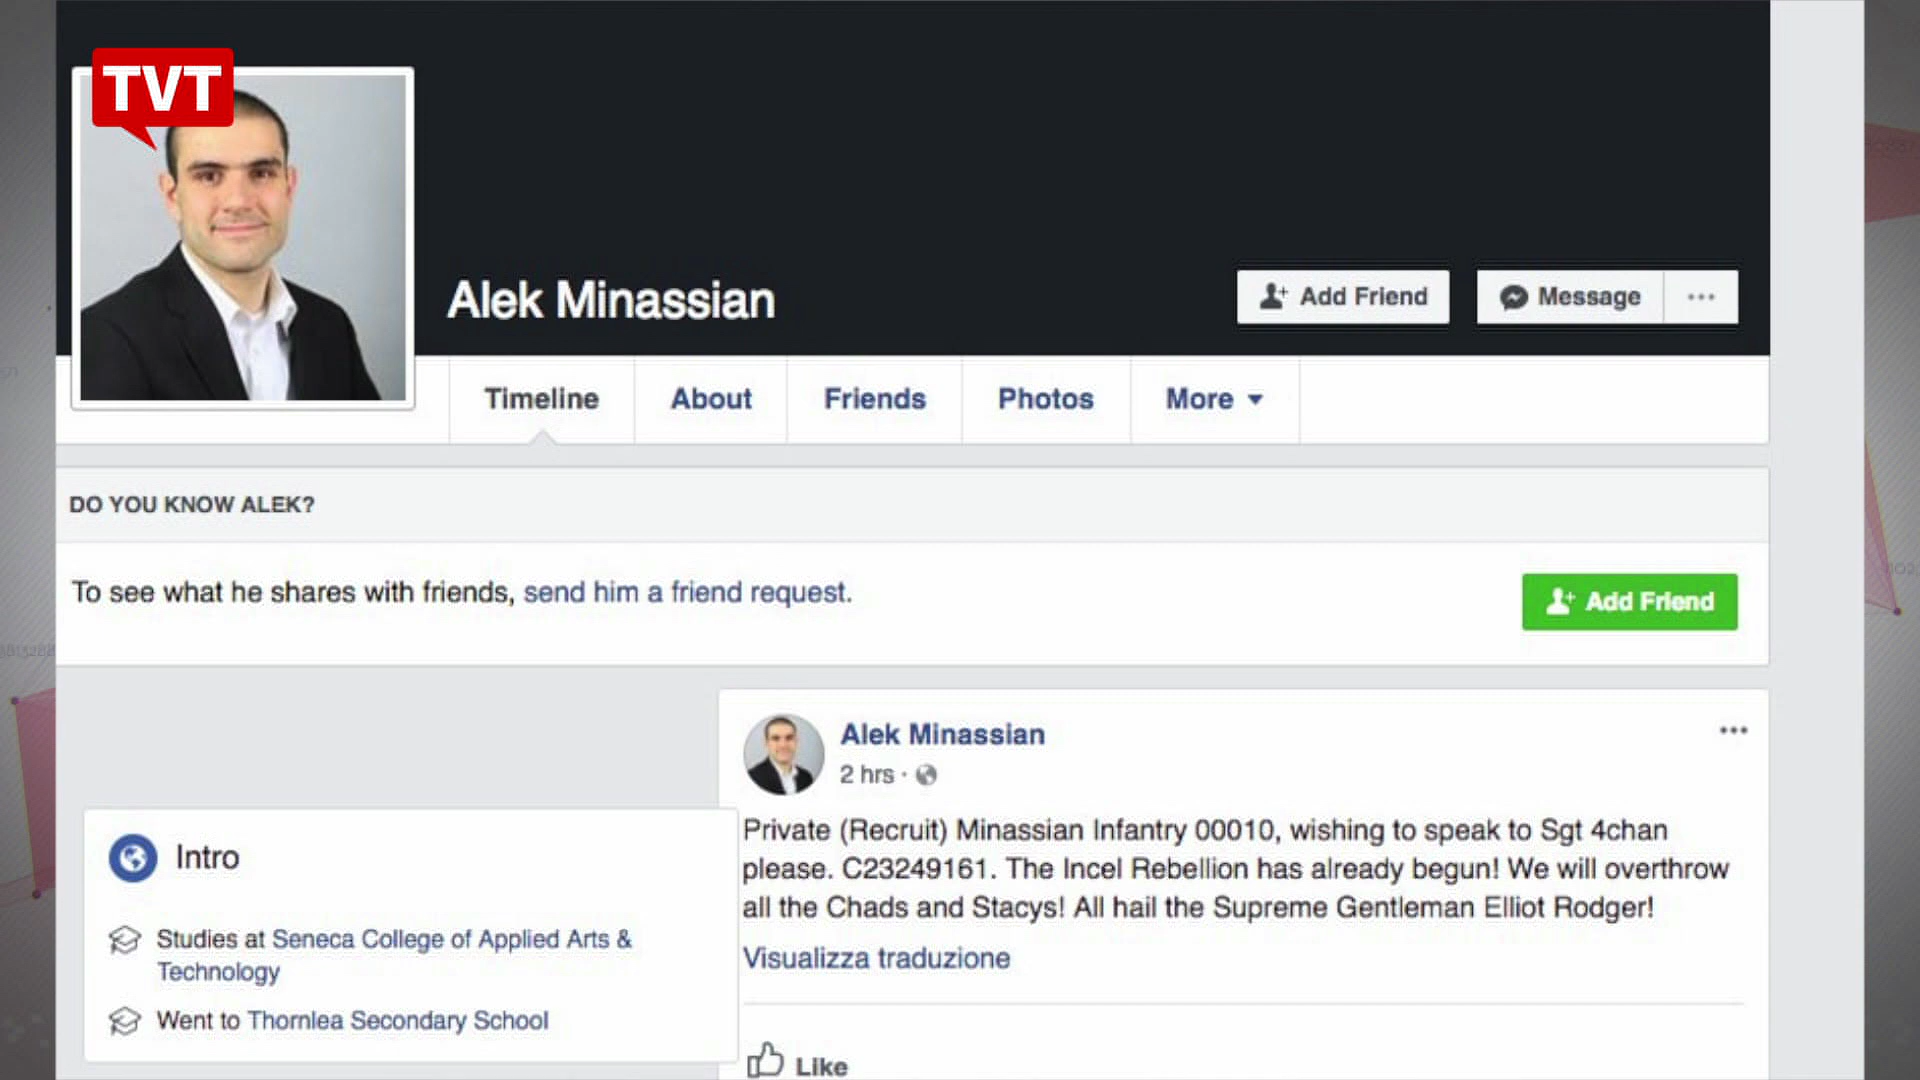 TVT
Alek Minassian
Add Friend
Message
Timeline
About
Friends
Photos
More
DO YOU KNOW ALEK?
To see what he shares with friends, send him a friend request.
Add Friend
Alek Minassian
2 hrs ·
Private (Recruit) Minassian Infantry 00010, wishing to speak to Sgt 4chan
please. C23249161. The Incel Rebellion has already begun! We will overthrow
all the Chads and Stacys! All hail the Supreme Gentleman Elliot Rodger!
Visualizza traduzione
Like
Intro
Studies at Seneca College of Applied Arts &
Technology
Went to Thornlea Secondary School